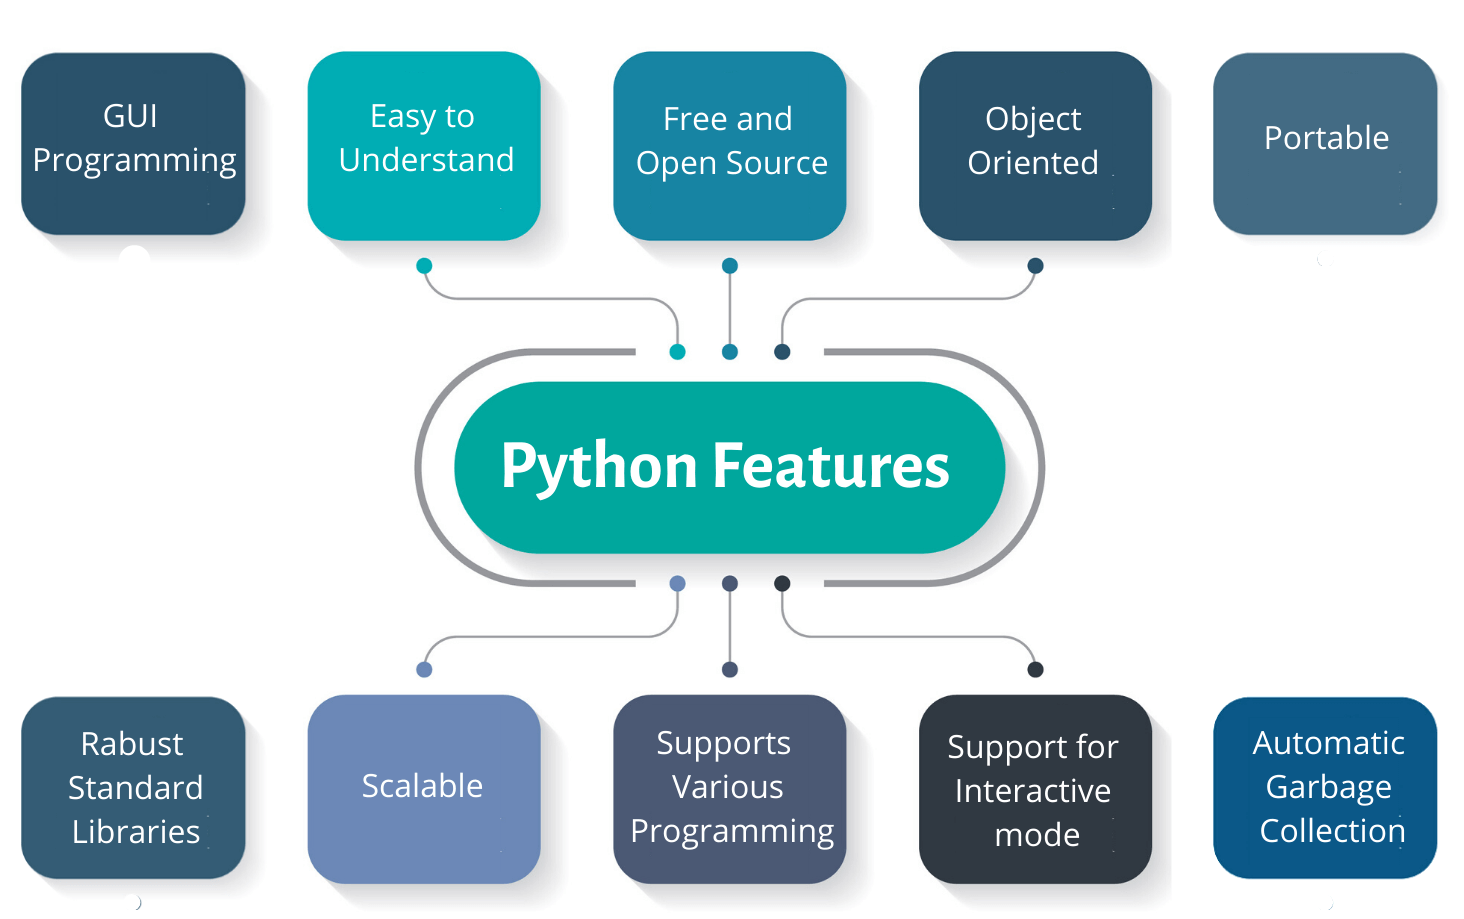 GUI
Programming
Easy to
Understand
Free and
Open Source
Object
Oriented
Portable
Python Features
Rabust
Standard
Libraries
Scalable
Supports
Various
Programming
Support for
Interactive
mode
Automatic
Garbage
Collection